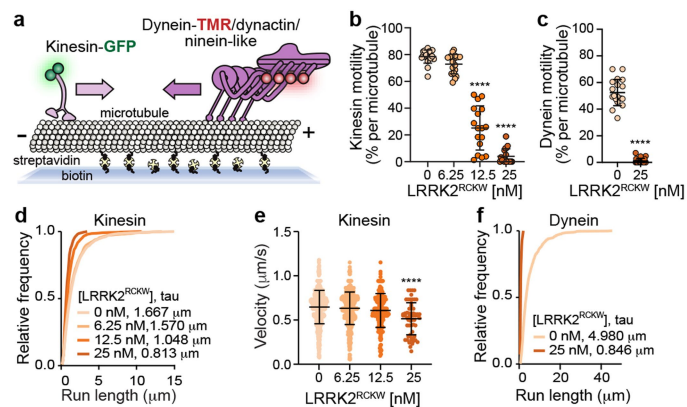 a
Kinesin-GFP
Dynein-TMR/dynactin/
ninein-like
microtubule
−
+
streptavidin
biotin
b
Kinesin motility
(% per microtubule)
100
80
60
40
20
0
****
****
0
6.25
12.5
25
LRRK2RCKW [nM]
c
Dynein motility
(% per microtubule)
100
80
60
40
20
0
****
0
25
LRRK2RCKW [nM]
d
Kinesin
Relative frequency
1.0
0.5
0
[LRRK2RCKW], tau
0 nM, 1.667 μm
6.25 nM, 1.570 μm
12.5 nM, 1.048 μm
25 nM, 0.813 μm
0
5
10
15
Run length (μm)
e
Kinesin
Velocity (μm/s)
1.8
1.5
1.2
0.9
0.6
0.3
0
****
0
6.25
12.5
25
LRRK2RCKW [nM]
f
Dynein
Relative frequency
1.0
0.5
0
[LRRK2RCKW], tau
0 nM, 4.980 μm
25 nM, 0.846 μm
0
20
40
Run length (μm)